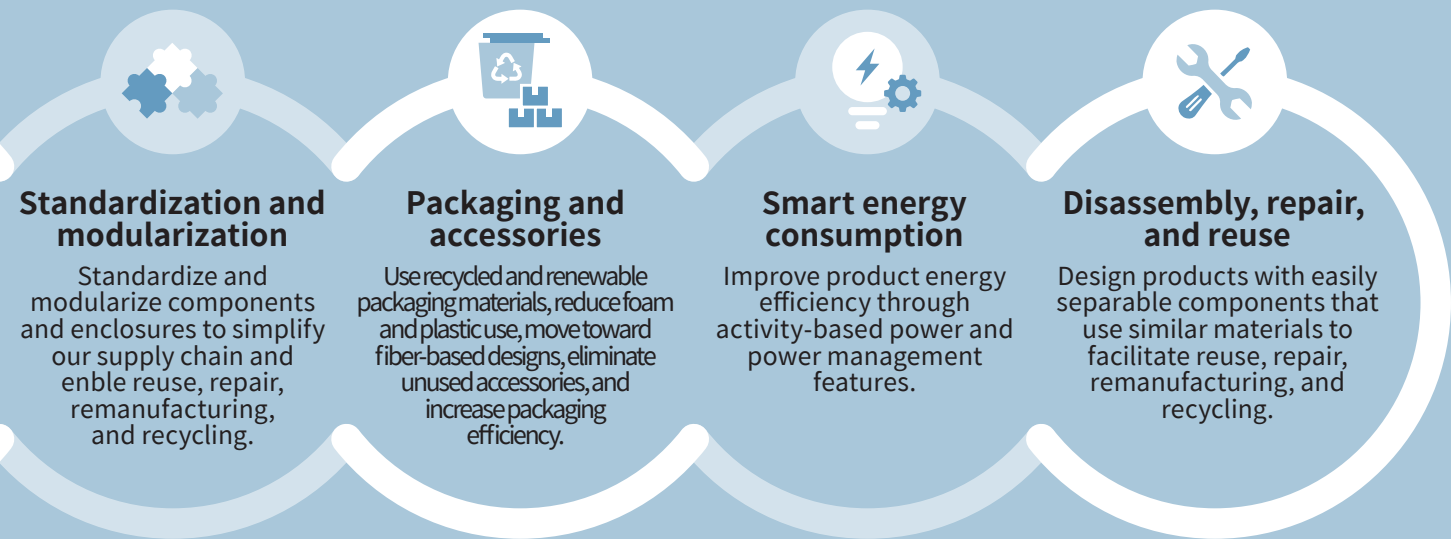 Standardization and
modularization
Standardize and
modularize components
and enclosures to simplify
our supply chain and
enble reuse, repair,
remanufacturing,
and recycling.
Packaging and
accessories
Use recycled and renewable
packaging materials, reduce foam
and plastic use, move toward
fiber-based designs, eliminate
unused accessories, and
increase packaging
efficiency.
Smart energy
consumption
Improve product energy
efficiency through
activity-based power and
power management
features.
Disassembly, repair,
and reuse
Design products with easily
separable components that
use similar materials to
facilitate reuse, repair,
remanufacturing, and
recycling.